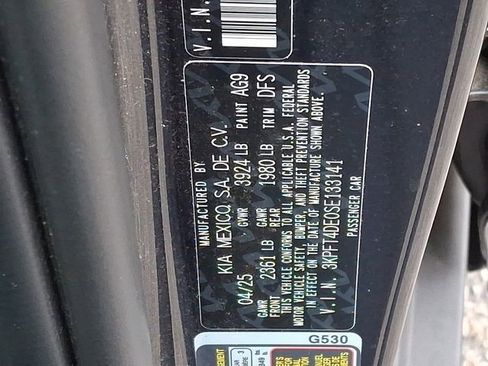 V.I.N.
MANUFACTURED BY
KIA MEXICO, S.A. DE C.V.
04/25 GVWR 3924 LB PAINT AG9
GAWR FRONT 2361 LB GAWR REAR 1980 LB TRIM DFS
THIS VEHICLE CONFORMS TO ALL APPLICABLE U.S.A. FEDERAL
MOTOR VEHICLE SAFETY, BUMPER, AND THEFT PREVENTION STANDARDS
IN EFFECT ON THE DATE OF MANUFACTURE SHOWN ABOVE.
V.I.N. 3KPFT4DE0SE133141
PASSENGER CAR
G530